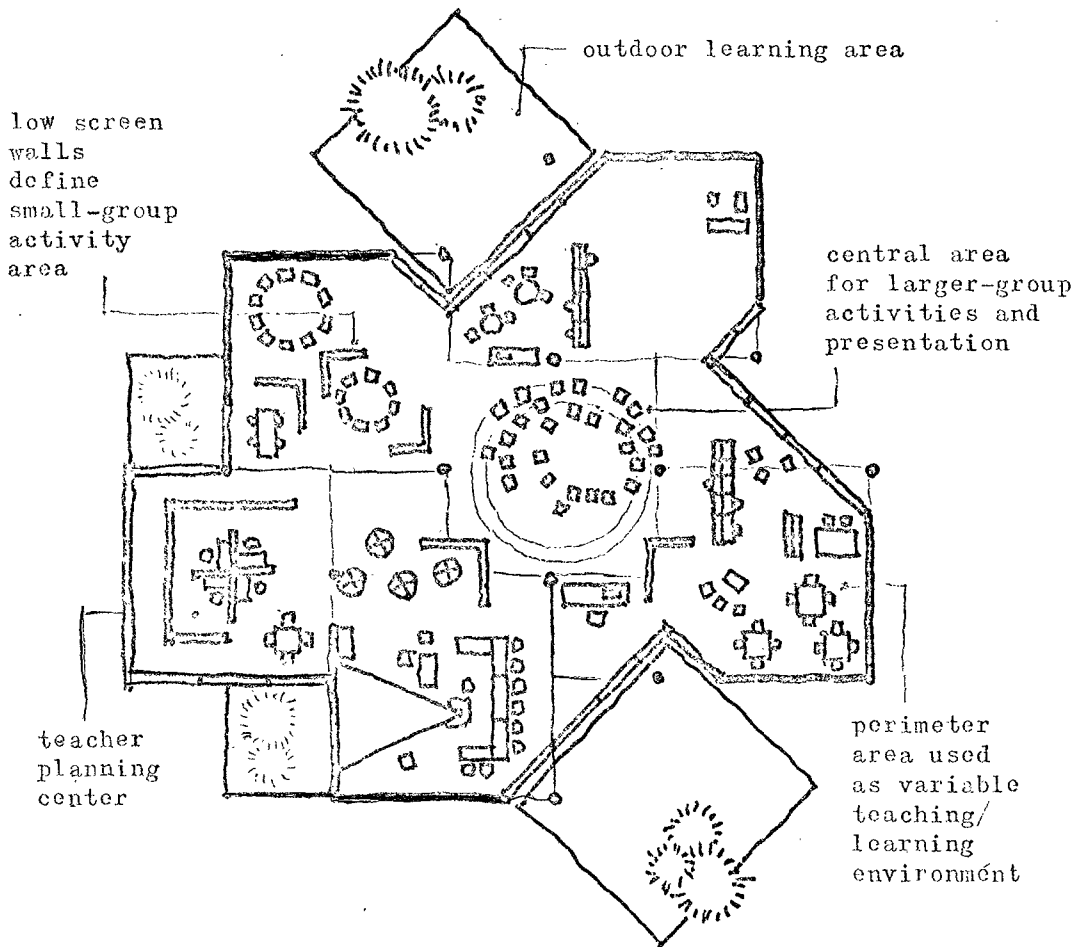 outdoor learning area
low screen
walls
define
small-group
activity
area
central area
for larger-group
activities and
presentation
teacher
planning
center
perimeter
area used
as variable
teaching/
learning
environment